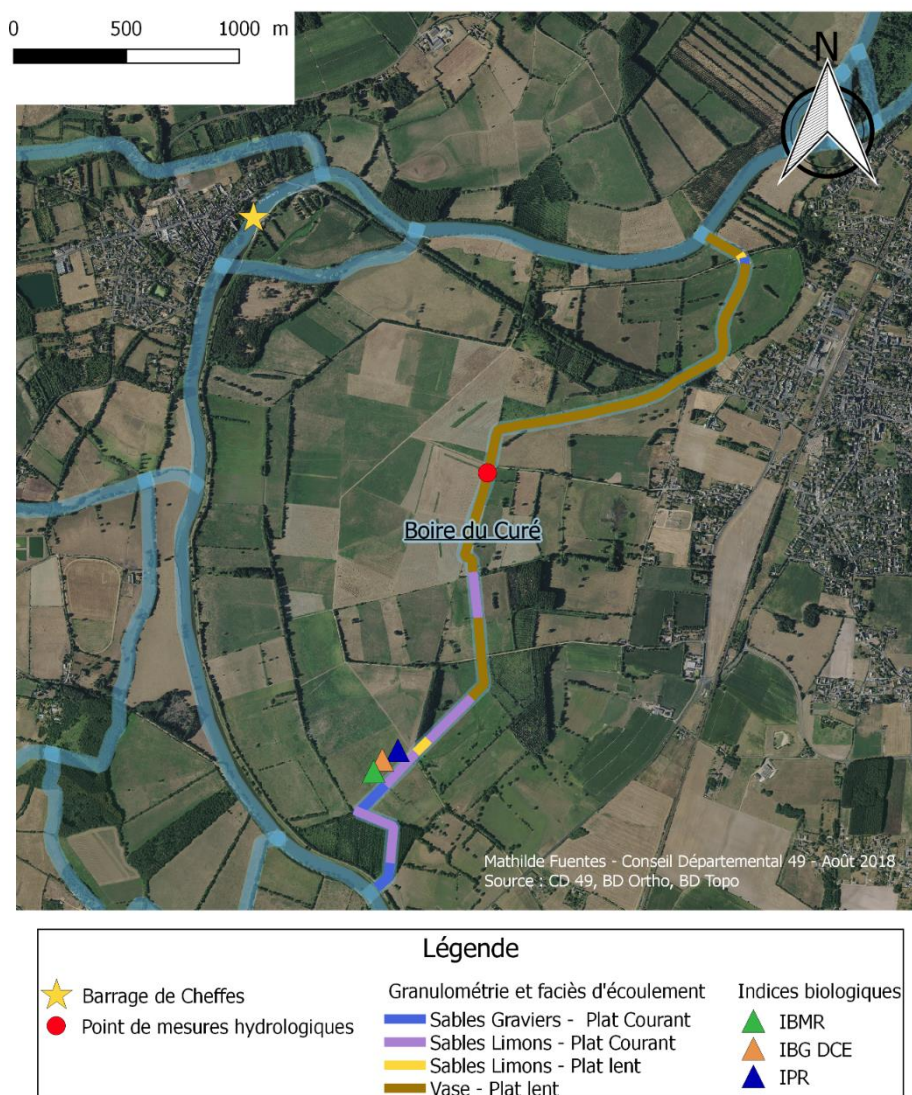 0 500 1000 m
N
Boire du Curé
Mathilde Fuentes - Conseil Départemental 49 - Août 2018
Source : CD 49, BD Ortho, BD Topo
Légende
Barrage de Cheffes
Point de mesures hydrologiques
Granulométrie et faciès d'écoulement
Sables Graviers - Plat Courant
Sables Limons - Plat Courant
Sables Limons - Plat lent
Vase - Plat lent
Indices biologiques
IBMR
IBG DCE
IPR